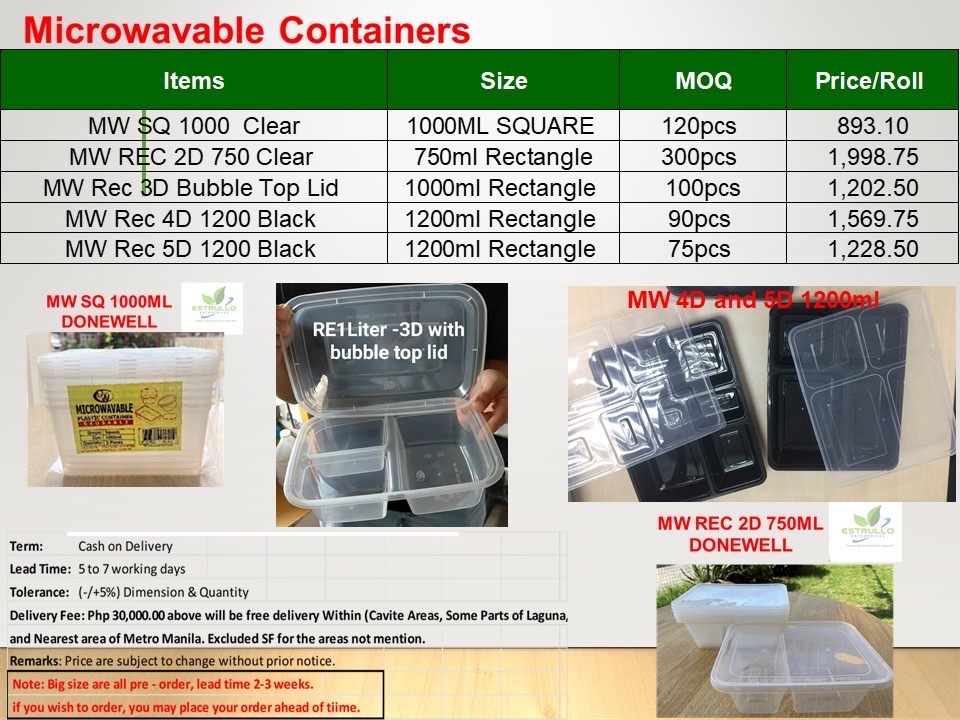 Microwavable Containers
Items Size MOQ Price/Roll
MW SQ 1000 Clear 1000ML SQUARE 120pcs 893.10
MW REC 2D 750 Clear 750ml Rectangle 300pcs 1,998.75
MW Rec 3D Bubble Top Lid 1000ml Rectangle 100pcs 1,202.50
MW Rec 4D 1200 Black 1200ml Rectangle 90pcs 1,569.75
MW Rec 5D 1200 Black 1200ml Rectangle 75pcs 1,228.50
MW SQ 1000ML
DONEWELL
ESTRULLO
ENTERPRISES
MICROWAVABLE
PLASTIC CONTAINER
REUSABLE
RE1Liter -3D with
bubble top lid
MW 4D and 5D 1200ml
MW REC 2D 750ML
DONEWELL
ESTRULLO
ENTERPRISES
Term: Cash on Delivery
Lead Time: 5 to 7 working days
Tolerance: (-/+5%) Dimension & Quantity
Delivery Fee: Php 30,000.00 above will be free delivery Within (Cavite Areas, Some Parts of Laguna,
and Nearest area of Metro Manila. Excluded SF for the areas not mention.
Remarks: Price are subject to change without prior notice.
Note: Big size are all pre - order, lead time 2-3 weeks.
if you wish to order, you may place your order ahead of tiime.